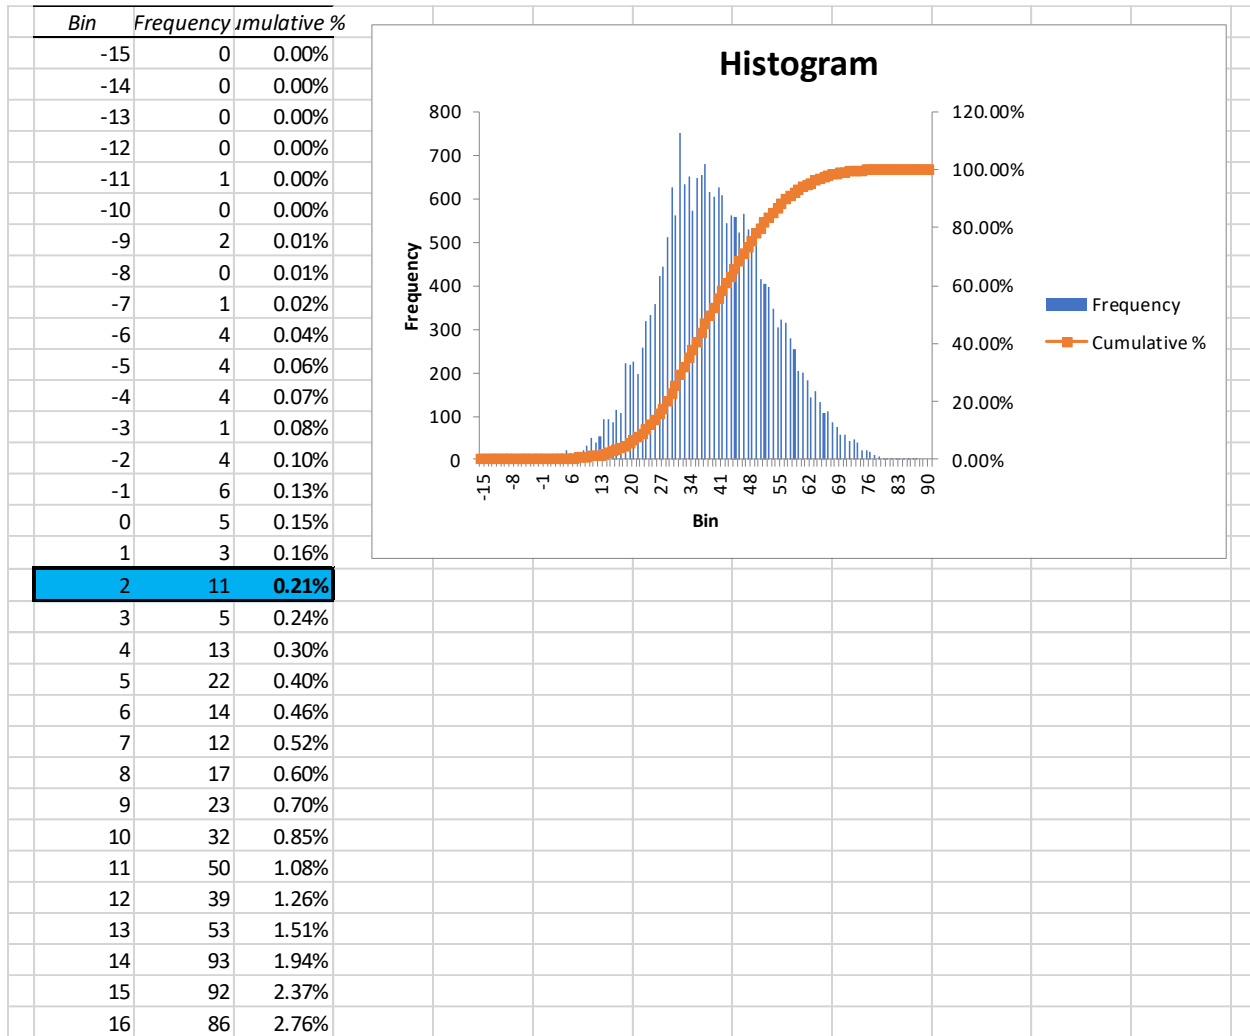 Bin Frequency umulative %
-15 0 0.00%
-14 0 0.00%
-13 0 0.00%
-12 0 0.00%
-11 1 0.00%
-10 0 0.00%
-9 2 0.01%
-8 0 0.01%
-7 1 0.02%
-6 4 0.04%
-5 4 0.06%
-4 4 0.07%
-3 1 0.08%
-2 4 0.10%
-1 6 0.13%
0 5 0.15%
1 3 0.16%
2 11 0.21%
3 5 0.24%
4 13 0.30%
5 22 0.40%
6 14 0.46%
7 12 0.52%
8 17 0.60%
9 23 0.70%
10 32 0.85%
11 50 1.08%
12 39 1.26%
13 53 1.51%
14 93 1.94%
15 92 2.37%
16 86 2.76%
Histogram
800 120.00%
700 100.00%
600 80.00%
500
400 60.00%
300 40.00%
200 20.00%
100
0 0.00%
Frequency
-15 -8 -1 6 13 20 27 34 41 48 55 62 69 76 83 90
Bin
Frequency
Cumulative %